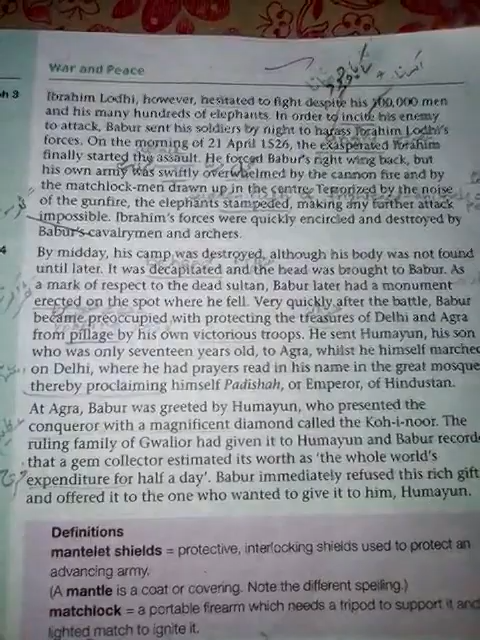 War and Peace
h 3
Ibrahim Lodhi, however, hesitated to fight despite his 100,000 men
and his many hundreds of elephants. In order to incite his enemy
to attack, Babur sent his soldiers by night to harass Ibrahim Lodhi's
forces. On the morning of 21 April 1526, the exasperated Ibrahim
finally started the assault. He forced Babur's right wing back, but
his own army was swiftly overwhelmed by the cannon fire and by
the matchlock-men drawn up in the centre. Terrorized by the noise
of the gunfire, the elephants stampeded, making any further attack
impossible. Ibrahim's forces were quickly encircled and destroyed by
Babur's cavalrymen and archers.
4
By midday, his camp was destroyed, although his body was not found
until later. It was decapitated and the head was brought to Babur. As
a mark of respect to the dead sultan, Babur later had a monument
erected on the spot where he fell. Very quickly after the battle, Babur
became preoccupied with protecting the treasures of Delhi and Agra
from pillage by his own victorious troops. He sent Humayun, his son
who was only seventeen years old, to Agra, whilst he himself marche
on Delhi, where he had prayers read in his name in the great mosque
thereby proclaiming himself Padishah, or Emperor, of Hindustan.
At Agra, Babur was greeted by Humayun, who presented the
conqueror with a magnificent diamond called the Koh-i-noor. The
ruling family of Gwalior had given it to Humayun and Babur record
that a gem collector estimated its worth as 'the whole world's
expenditure for half a day'. Babur immediately refused this rich gift
and offered it to the one who wanted to give it to him, Humayun.
Definitions
mantelet shields = protective, interlocking shields used to protect an
advancing army.
(A mantle is a coat or covering. Note the different spelling.)
matchlock = a portable firearm which needs a tripod to support it and
lighted match to ignite it.